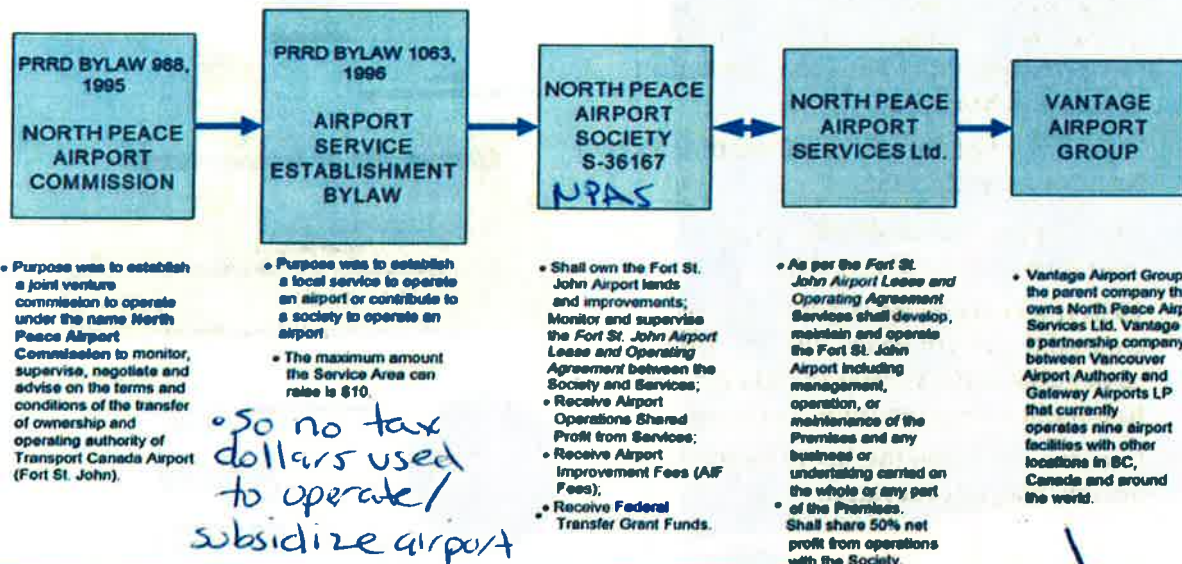 PRRD BYLAW 988,
1995
NORTH PEACE
AIRPORT
COMMISSION
PRRD BYLAW 1063,
1996
AIRPORT
SERVICE
ESTABLISHMENT
BYLAW
NORTH PEACE
AIRPORT
SOCIETY
S-36167
NPAS
NORTH PEACE
AIRPORT
SERVICES Ltd.
VANTAGE
AIRPORT
GROUP
• Purpose was to establish
a joint venture
commission to operate
under the name North
Peace Airport
Commission to monitor,
supervise, negotiate and
advise on the terms and
conditions of the transfer
of ownership and
operating authority of
Transport Canada Airport
(Fort St. John).
• Purpose was to establish
a local service to operate
an airport or contribute to
a society to operate an
airport.
• The maximum amount
the Service Area can
raise is $10.
• So no tax
dollars used
to operate/
subsidize airport
• Shall own the Fort St.
John Airport lands
and improvements;
Monitor and supervise
the Fort St. John Airport
Lease and Operating
Agreement between the
Society and Services;
• Receive Airport
Operations Shared
Profit from Services;
• Receive Airport
Improvement Fees (AIF
Fees);
• Receive Federal
Transfer Grant Funds.
• As per the Fort St.
John Airport Lease and
Operating Agreement
Services shall develop,
maintain and operate
the Fort St. John
Airport including
management,
operation, or
maintenance of the
Premises and any
business or
undertaking carried on
the whole or any part
• of the Premises.
Shall share 50% net
profit from operations
with the Society.
• Vantage Airport Group
the parent company th
owns North Peace Airp
Services Ltd. Vantage
a partnership company
between Vancouver
Airport Authority and
Gateway Airports LP
that currently
operates nine airport
facilities with other
locations in BC,
Canada and around
the world.